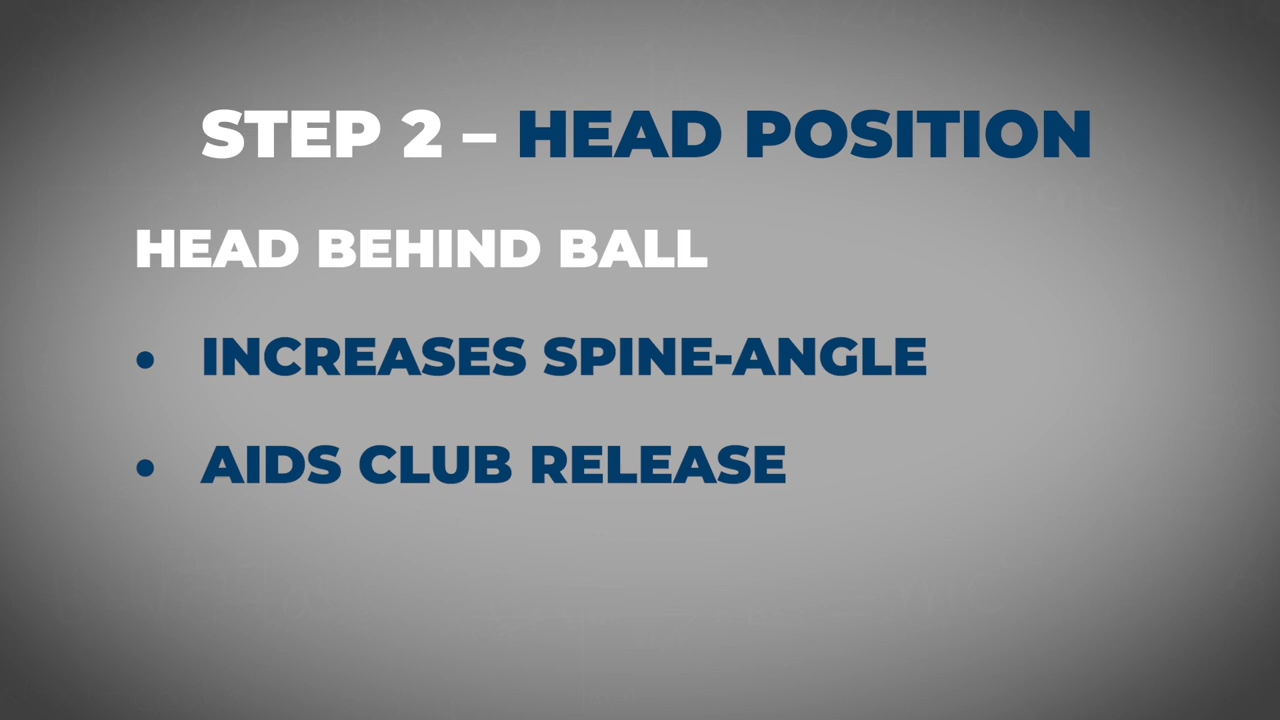 STEP 2 – HEAD POSITION
HEAD BEHIND BALL
• INCREASES SPINE-ANGLE
• AIDS CLUB RELEASE